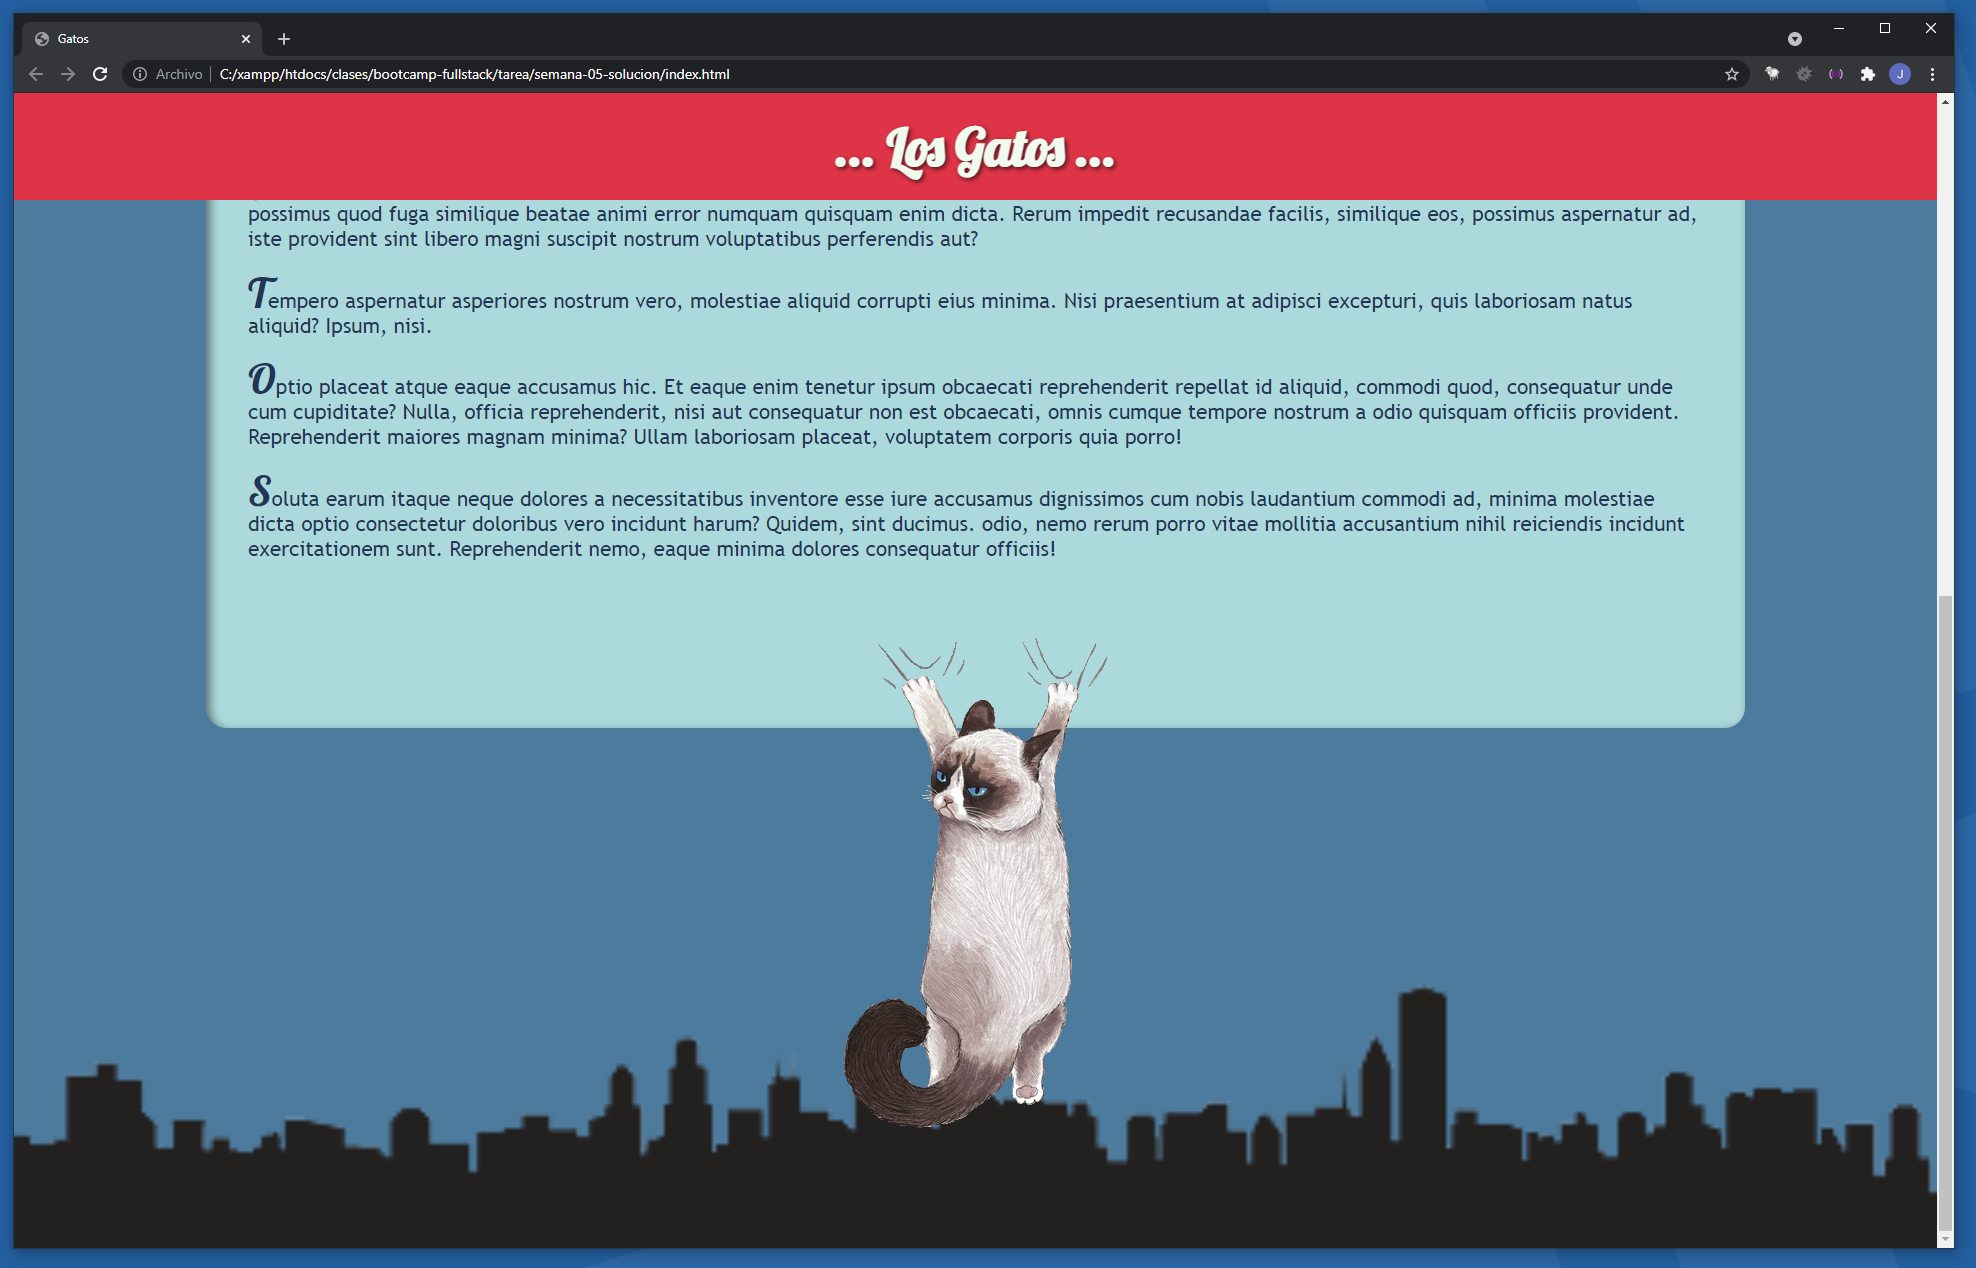 Gatos
Archivo C:/xampp/htdocs/clases/bootcamp-fullstack/tarea/semana-05-solucion/index.html
J
... Los Gatos ...
possimus quod fuga similique beatae animi error numquam quisquam enim dicta. Rerum impedit recusandae facilis, similique eos, possimus aspernatur ad,
iste provident sint libero magni suscipit nostrum voluptatibus perferendis aut?
Tempero aspernatur asperiores nostrum vero, molestiae aliquid corrupti eius minima. Nisi praesentium at adipisci excepturi, quis laboriosam natus
aliquid? Ipsum, nisi.
Optio placeat atque eaque accusamus hic. Et eaque enim tenetur ipsum obcaecati reprehenderit repellat id aliquid, commodi quod, consequatur unde
cum cupiditate? Nulla, officia reprehenderit, nisi aut consequatur non est obcaecati, omnis cumque tempore nostrum a odio quisquam officiis provident.
Reprehenderit maiores magnam minima? Ullam laboriosam placeat, voluptatem corporis quia porro!
Soluta earum itaque neque dolores a necessitatibus inventore esse iure accusamus dignissimos cum nobis laudantium commodi ad, minima molestiae
dicta optio consectetur doloribus vero incidunt harum? Quidem, sint ducimus. odio, nemo rerum porro vitae mollitia accusantium nihil reiciendis incidunt
exercitationem sunt. Reprehenderit nemo, eaque minima dolores consequatur officiis!